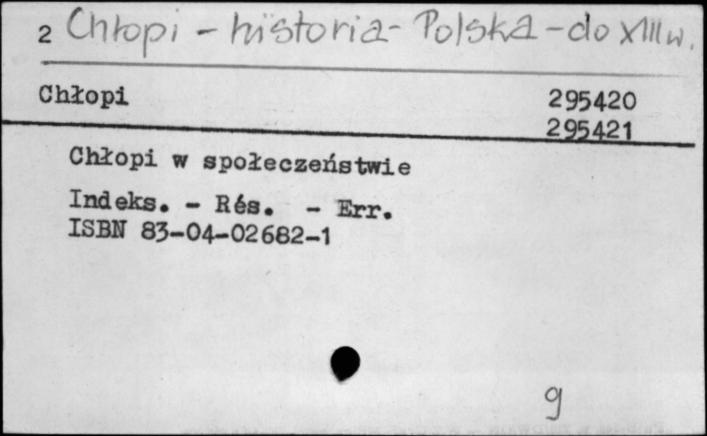 2 Chłopi - historia - Polska - do XIII w.
Chłopi 295420
295421
Chłopi w społeczeństwie
Indeks. - Rés. - Err.
ISBN 83-04-02682-1
g